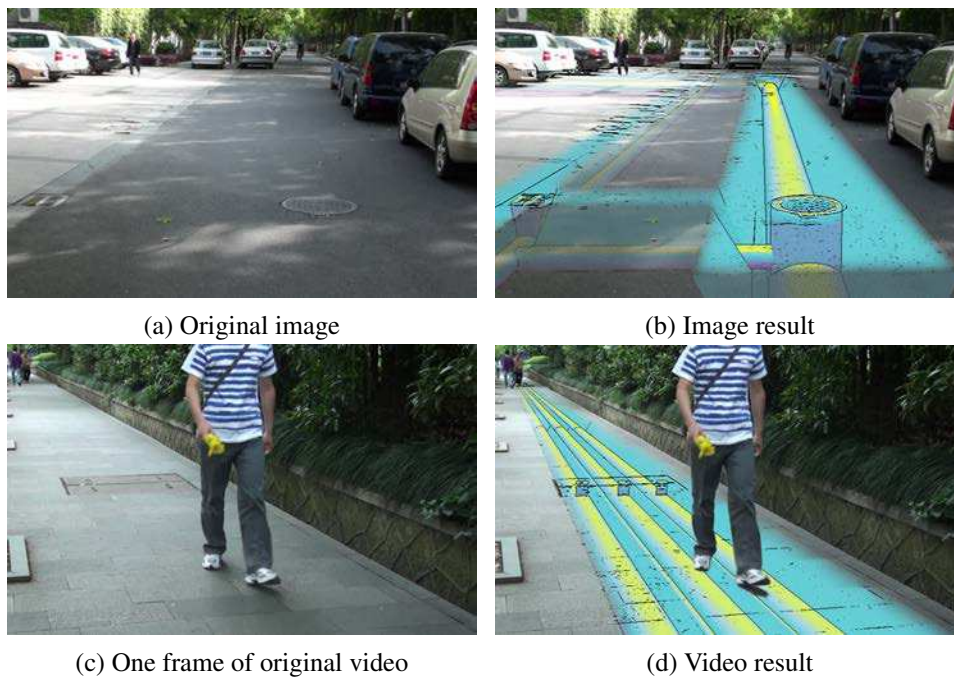 (a) Original image
(b) Image result
(c) One frame of original video
(d) Video result